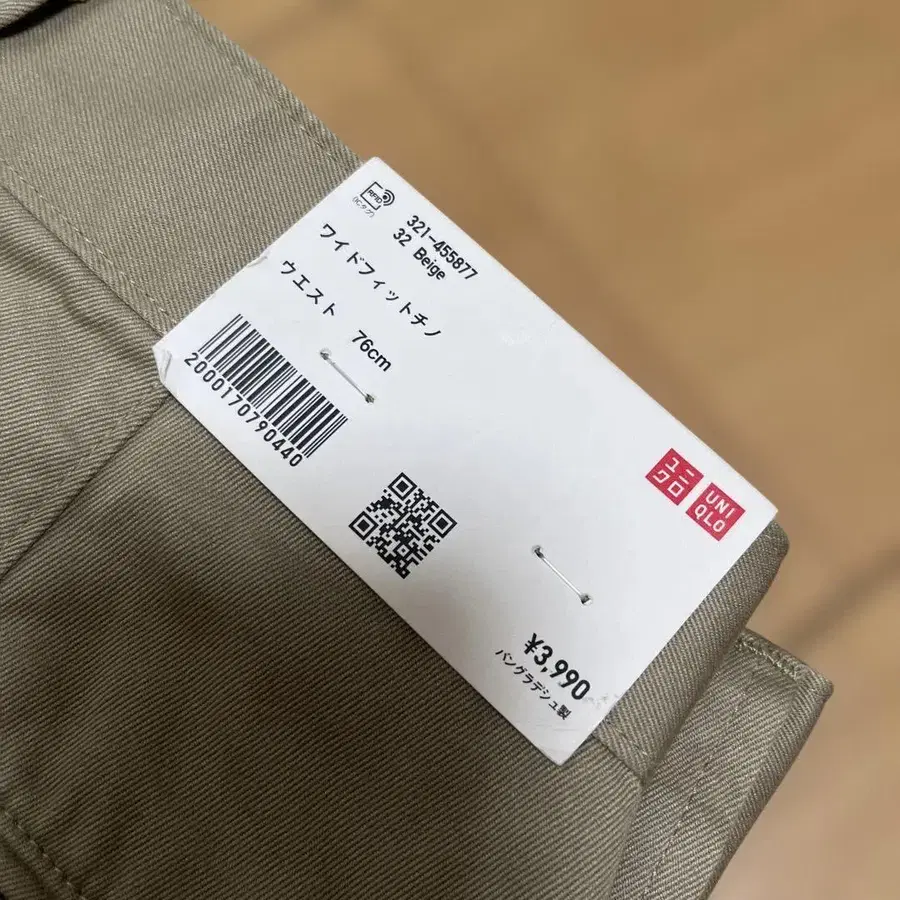 RFID
(ICタグ)
321-455877
32 Beige
ワイドフィットチノ
ウエスト 76cm
2000170790440
ユニ
クロ
UNI
QLO
¥3,990
バングラデシュ製